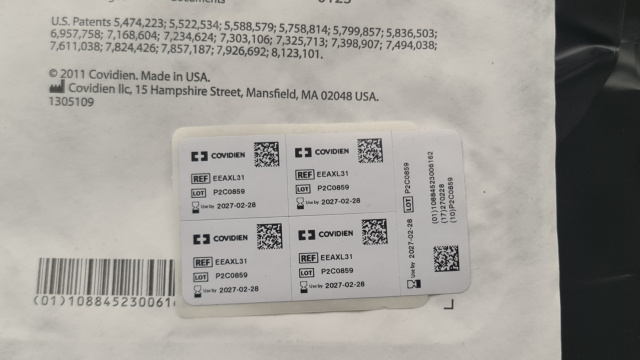 U.S. Patents 5,474,223; 5,522,534; 5,588,579; 5,758,814; 5,799,857; 5,836,503;
6,957,758; 7,168,604; 7,234,624; 7,303,106; 7,325,713; 7,398,907; 7,494,038;
7,611,038; 7,824,426; 7,857,187; 7,926,692; 8,123,101.
© 2011 Covidien. Made in USA.
Covidien llc, 15 Hampshire Street, Mansfield, MA 02048 USA.
1305109
COVIDIEN
REF EEAXL31
LOT P2C0859
Use by 2027-02-28
COVIDIEN
REF EEAXL31
LOT P2C0859
Use by 2027-02-28
COVIDIEN
REF EEAXL31
LOT P2C0859
Use by 2027-02-28
COVIDIEN
REF EEAXL31
LOT P2C0859
Use by 2027-02-28
Use by 2027-02-28 LOT P2C0859
(01)10884523006162
(17)270228
(10)P2C0859
(01)1088452300616